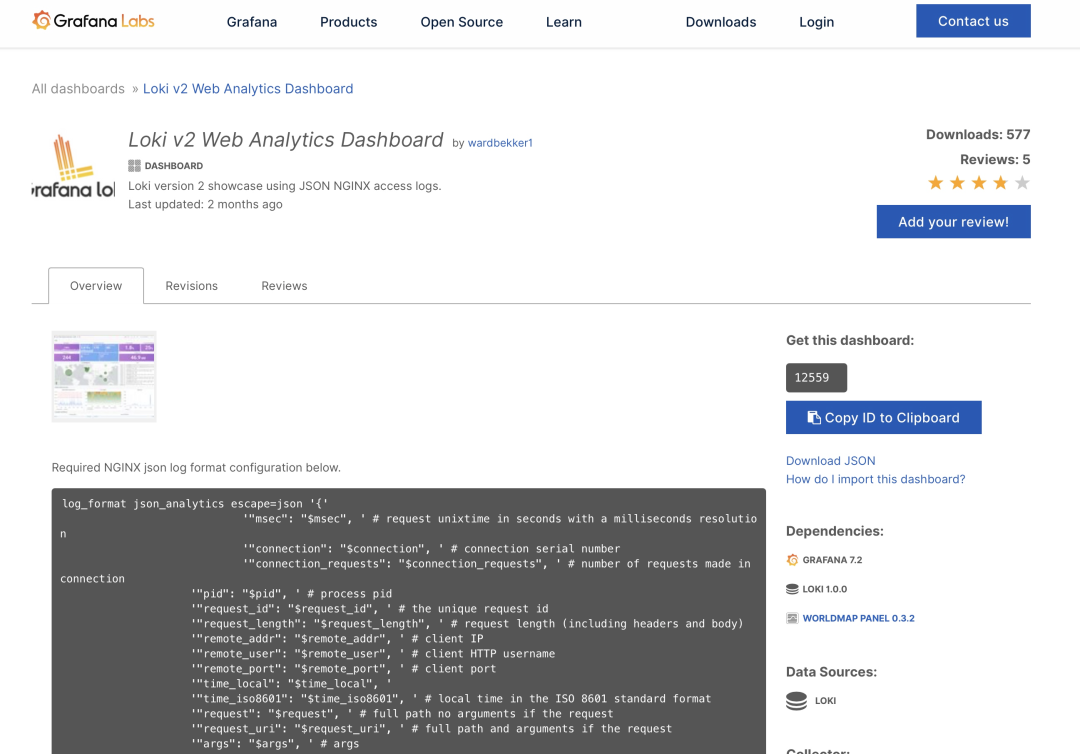 Grafana Labs
Grafana
Products
Open Source
Learn
Downloads
Login
Contact us
All dashboards » Loki v2 Web Analytics Dashboard
Loki v2 Web Analytics Dashboard by wardbekker1
DASHBOARD
Loki version 2 showcase using JSON NGINX access logs.
Last updated: 2 months ago
rafana lo
Downloads: 577
Reviews: 5
Add your review!
Overview
Revisions
Reviews
Required NGINX json log format configuration below.
log_format json_analytics escape=json '{'
'"msec": "$msec", ' # request unixtime in seconds with a milliseconds resolutio
n
'"connection": "$connection", ' # connection serial number
'"connection_requests": "$connection_requests", ' # number of requests made in
connection
'"pid": "$pid", ' # process pid
'"request_id": "$request_id", ' # the unique request id
'"request_length": "$request_length", ' # request length (including headers and body)
'"remote_addr": "$remote_addr", ' # client IP
'"remote_user": "$remote_user", ' # client HTTP username
'"remote_port": "$remote_port", ' # client port
'"time_local": "$time_local", '
'"time_iso8601": "$time_iso8601", ' # local time in the ISO 8601 standard format
'"request": "$request", ' # full path no arguments if the request
'"request_uri": "$request_uri", ' # full path and arguments if the request
'"args": "$args", ' # args
Get this dashboard:
12559
Copy ID to Clipboard
Download JSON
How do I import this dashboard?
Dependencies:
GRAFANA 7.2
LOKI 1.0.0
WORLDMAP PANEL 0.3.2
Data Sources:
LOKI
Collector: